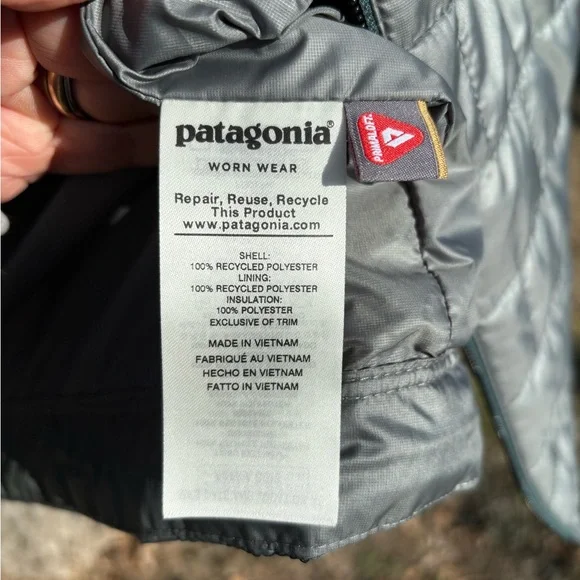 patagonia®
WORN WEAR
Repair, Reuse, Recycle
This Product
www.patagonia.com
SHELL:
100% RECYCLED POLYESTER
LINING:
100% RECYCLED POLYESTER
INSULATION:
100% POLYESTER
EXCLUSIVE OF TRIM
MADE IN VIETNAM
FABRIQUÉ AU VIETNAM
HECHO EN VIETNAM
FATTO IN VIETNAM
PRIMALOFT